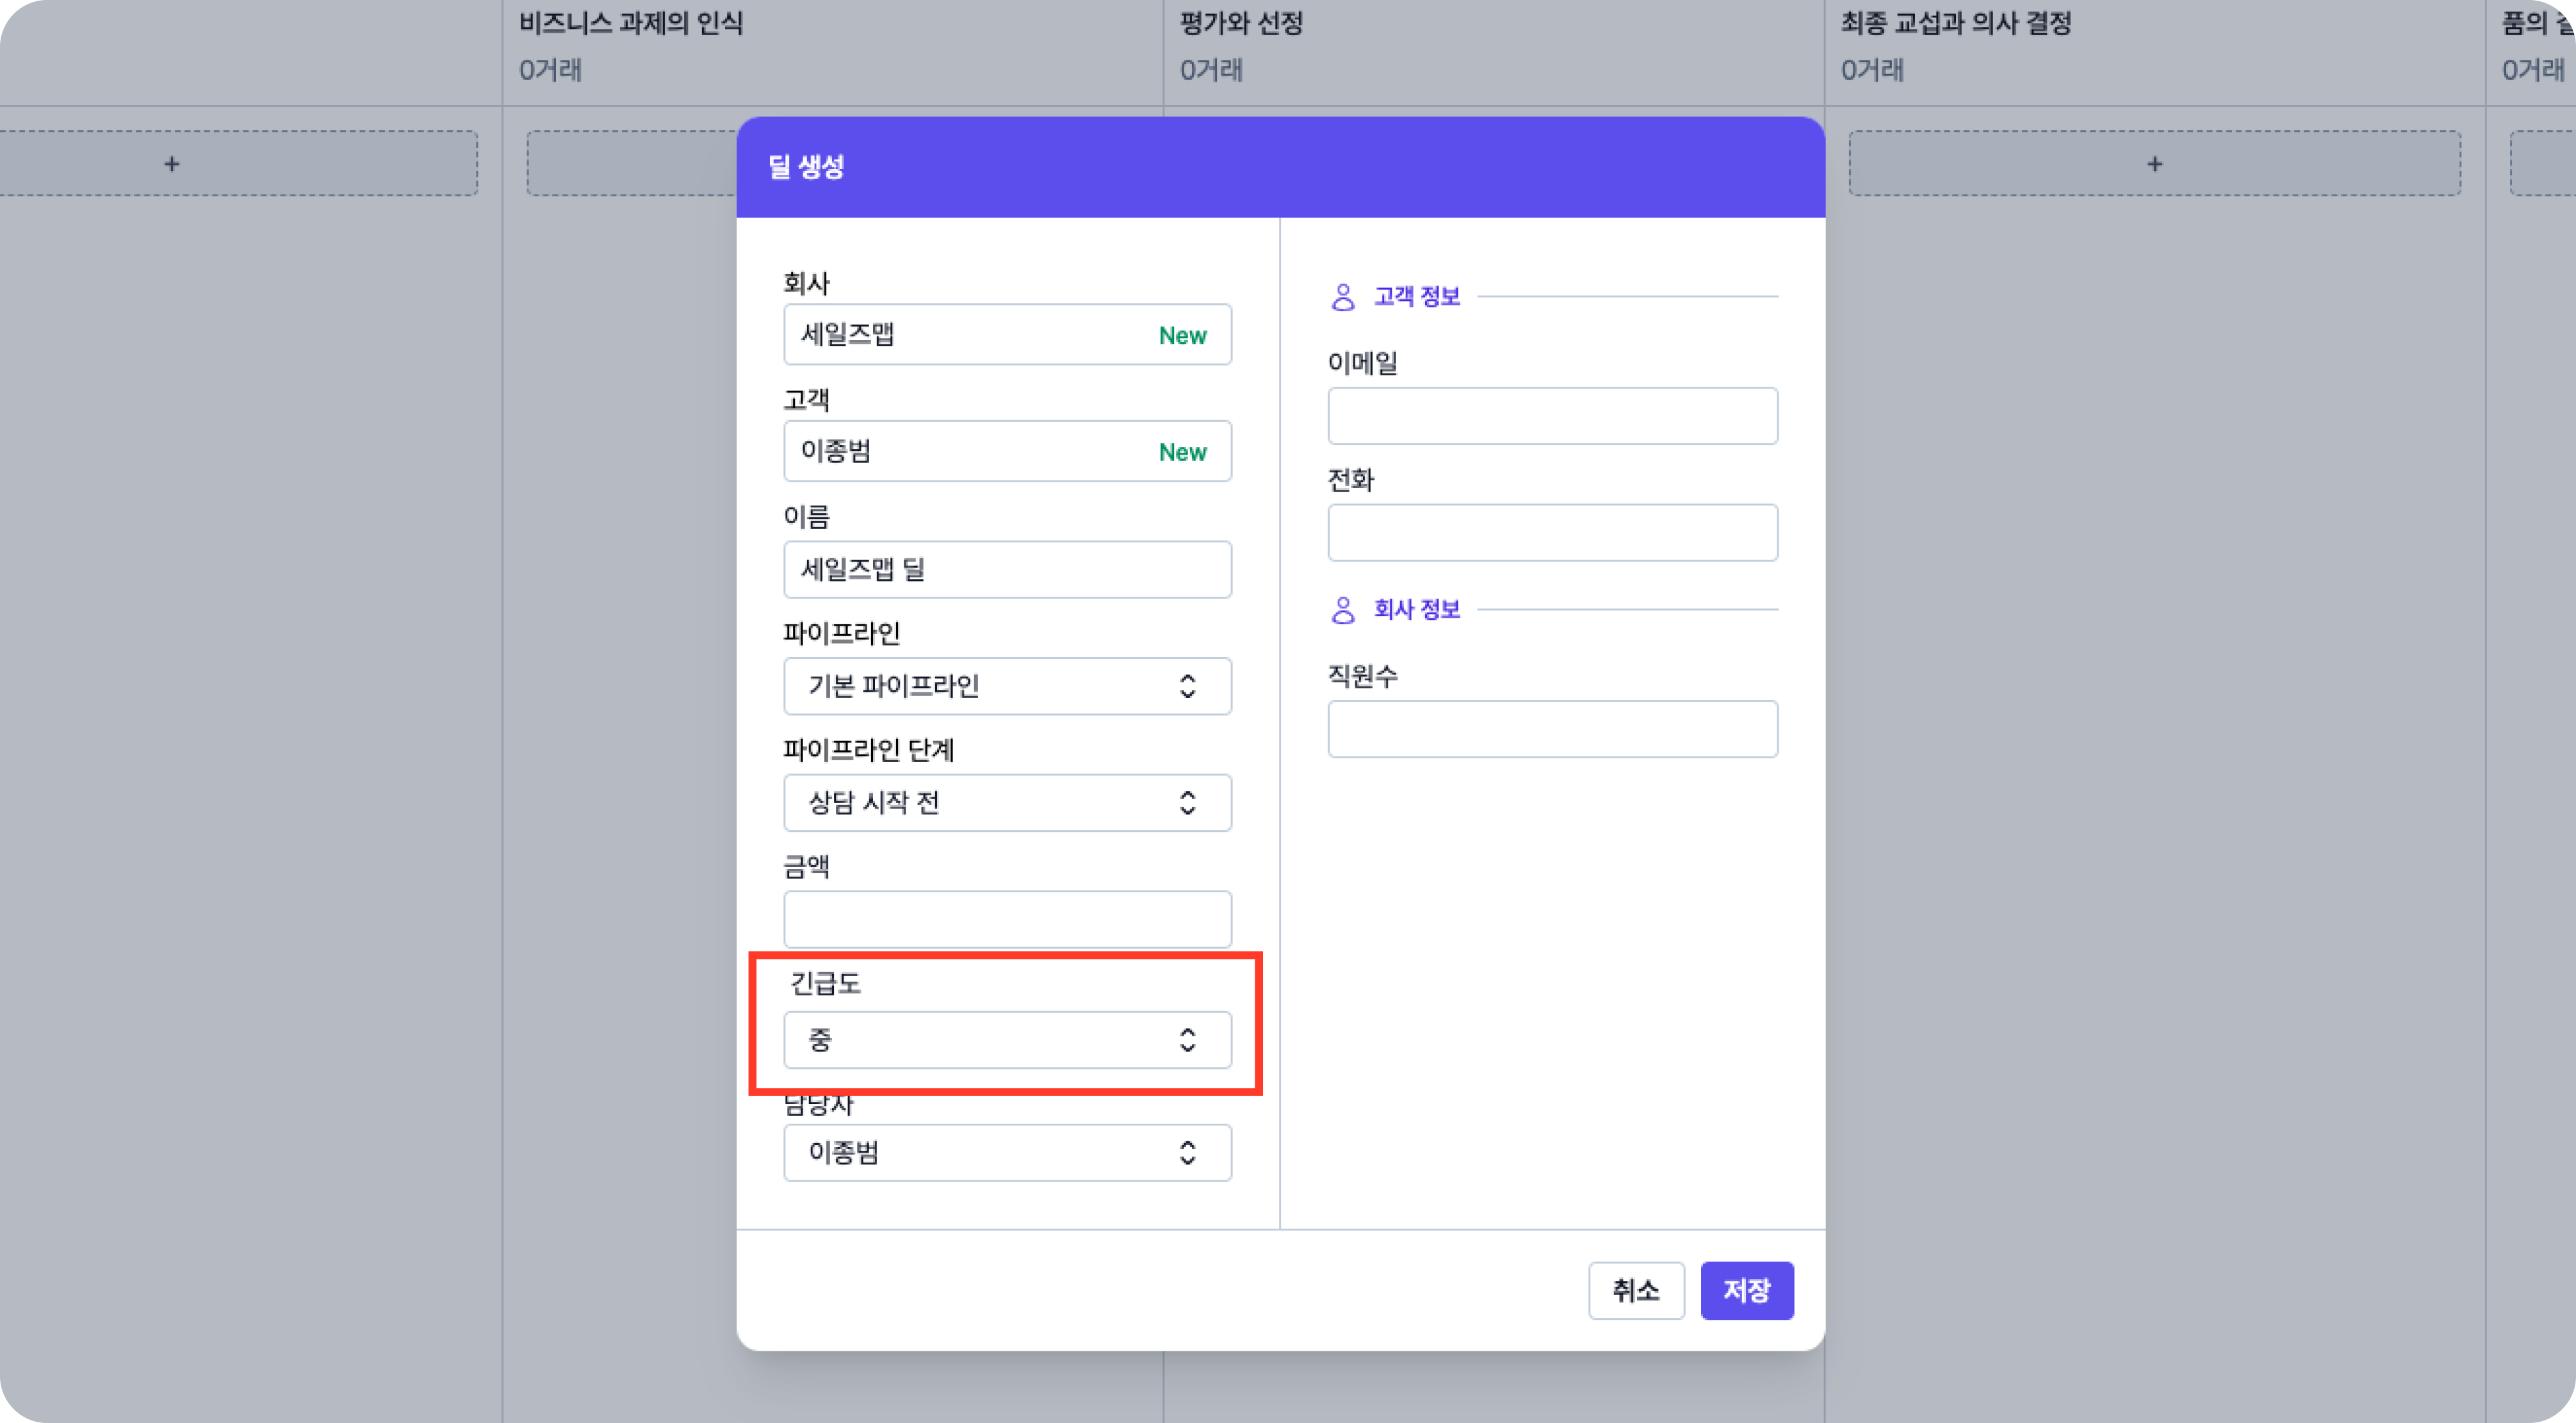 비즈니스 과제의 인식
0거래
평가와 선정
0거래
최종 교섭과 의사 결정
0거래
품의
0거래
+
+
딜 생성
회사
세일즈맵 New
고객
이종범 New
이름
세일즈맵 딜
파이프라인
기본 파이프라인
파이프라인 단계
상담 시작 전
금액
긴급도
중
담당자
이종범
고객 정보
이메일
전화
회사 정보
직원수
취소
저장